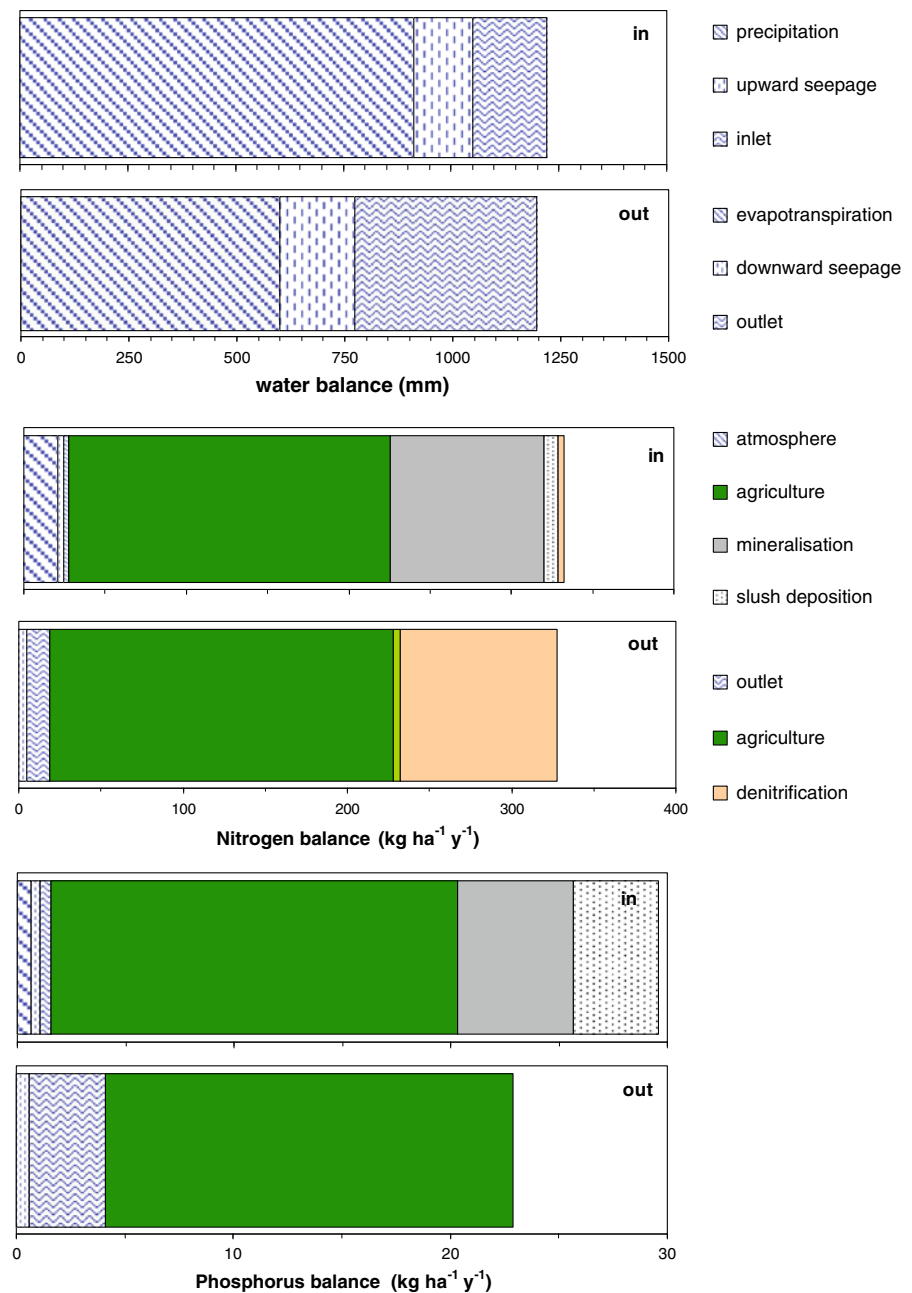 in
precipitation
upward seepage
inlet
out
evapotranspiration
downward seepage
outlet
0 250 500 750 1000 1250 1500
water balance (mm)
in
atmosphere
agriculture
mineralisation
slush deposition
out
outlet
agriculture
denitrification
0 100 200 300 400
Nitrogen balance (kg ha⁻¹ y⁻¹)
in
out
0 10 20 30
Phosphorus balance (kg ha⁻¹ y⁻¹)